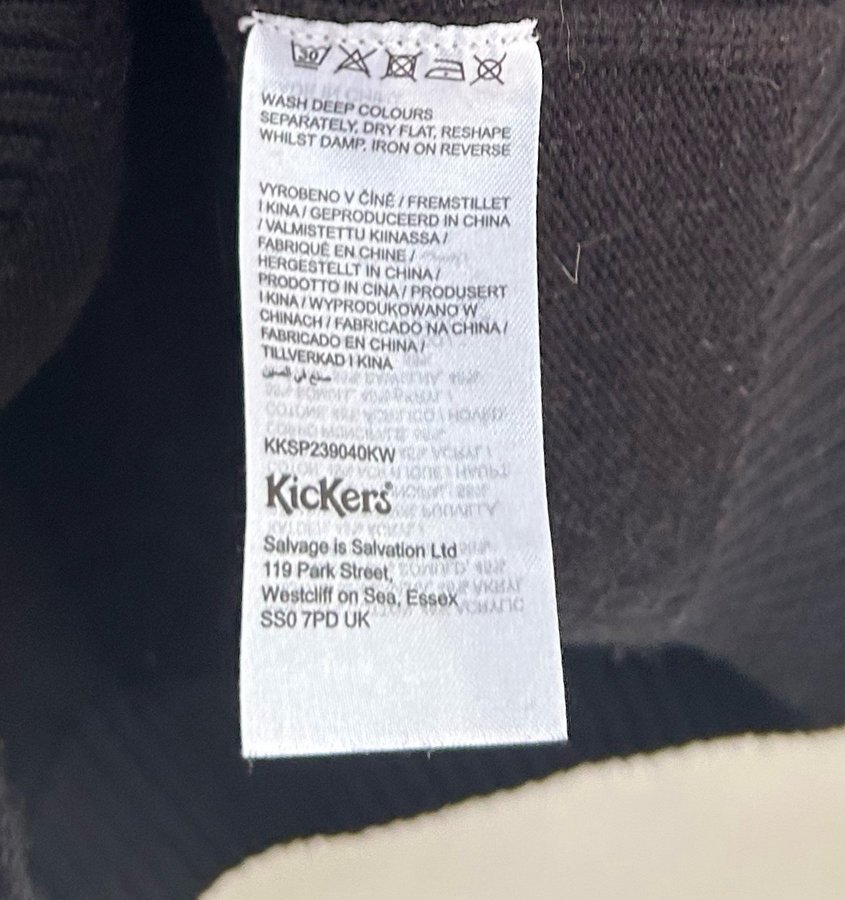 30
WASH DEEP COLOURS
SEPARATELY, DRY FLAT, RESHAPE
WHILST DAMP, IRON ON REVERSE
VYROBENO V ČÍNĚ / FREMSTILLET
I KINA / GEPRODUCEERD IN CHINA
/ VALMISTETTU KIINASSA /
FABRIQUÉ EN CHINE /
HERGESTELLT IN CHINA /
PRODOTTO IN CINA / PRODUSERT
I KINA / WYPRODUKOWANO W
CHINACH / FABRICADO NA CHINA /
FABRICADO EN CHINA /
TILLVERKAD I KINA
صنع في الصين
KKSP239040KW
KicKers®
Salvage is Salvation Ltd
119 Park Street,
Westcliff on Sea, Essex
SS0 7PD UK